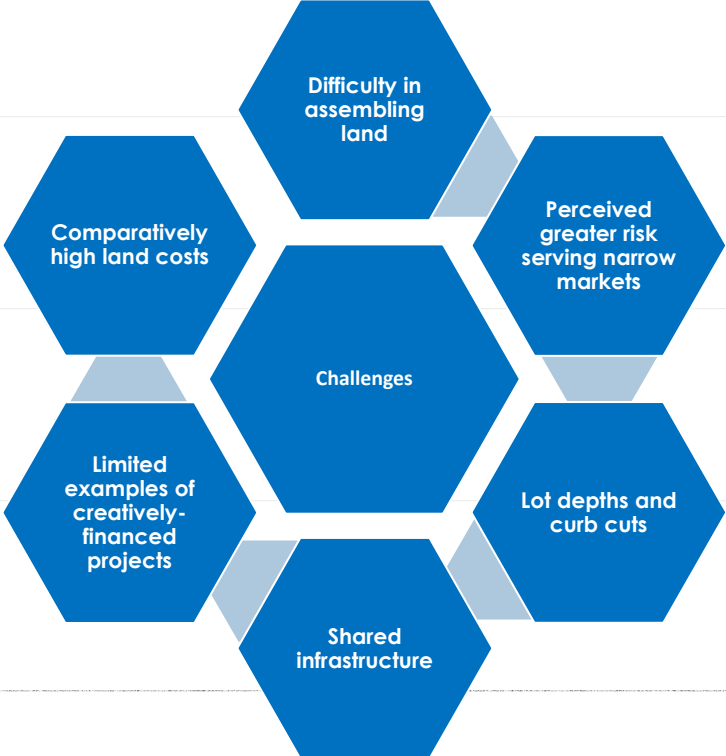 Difficulty in
assembling
land
Perceived
greater risk
serving narrow
markets
Lot depths and
curb cuts
Shared
infrastructure
Limited
examples of
creatively-
financed
projects
Comparatively
high land costs
Challenges